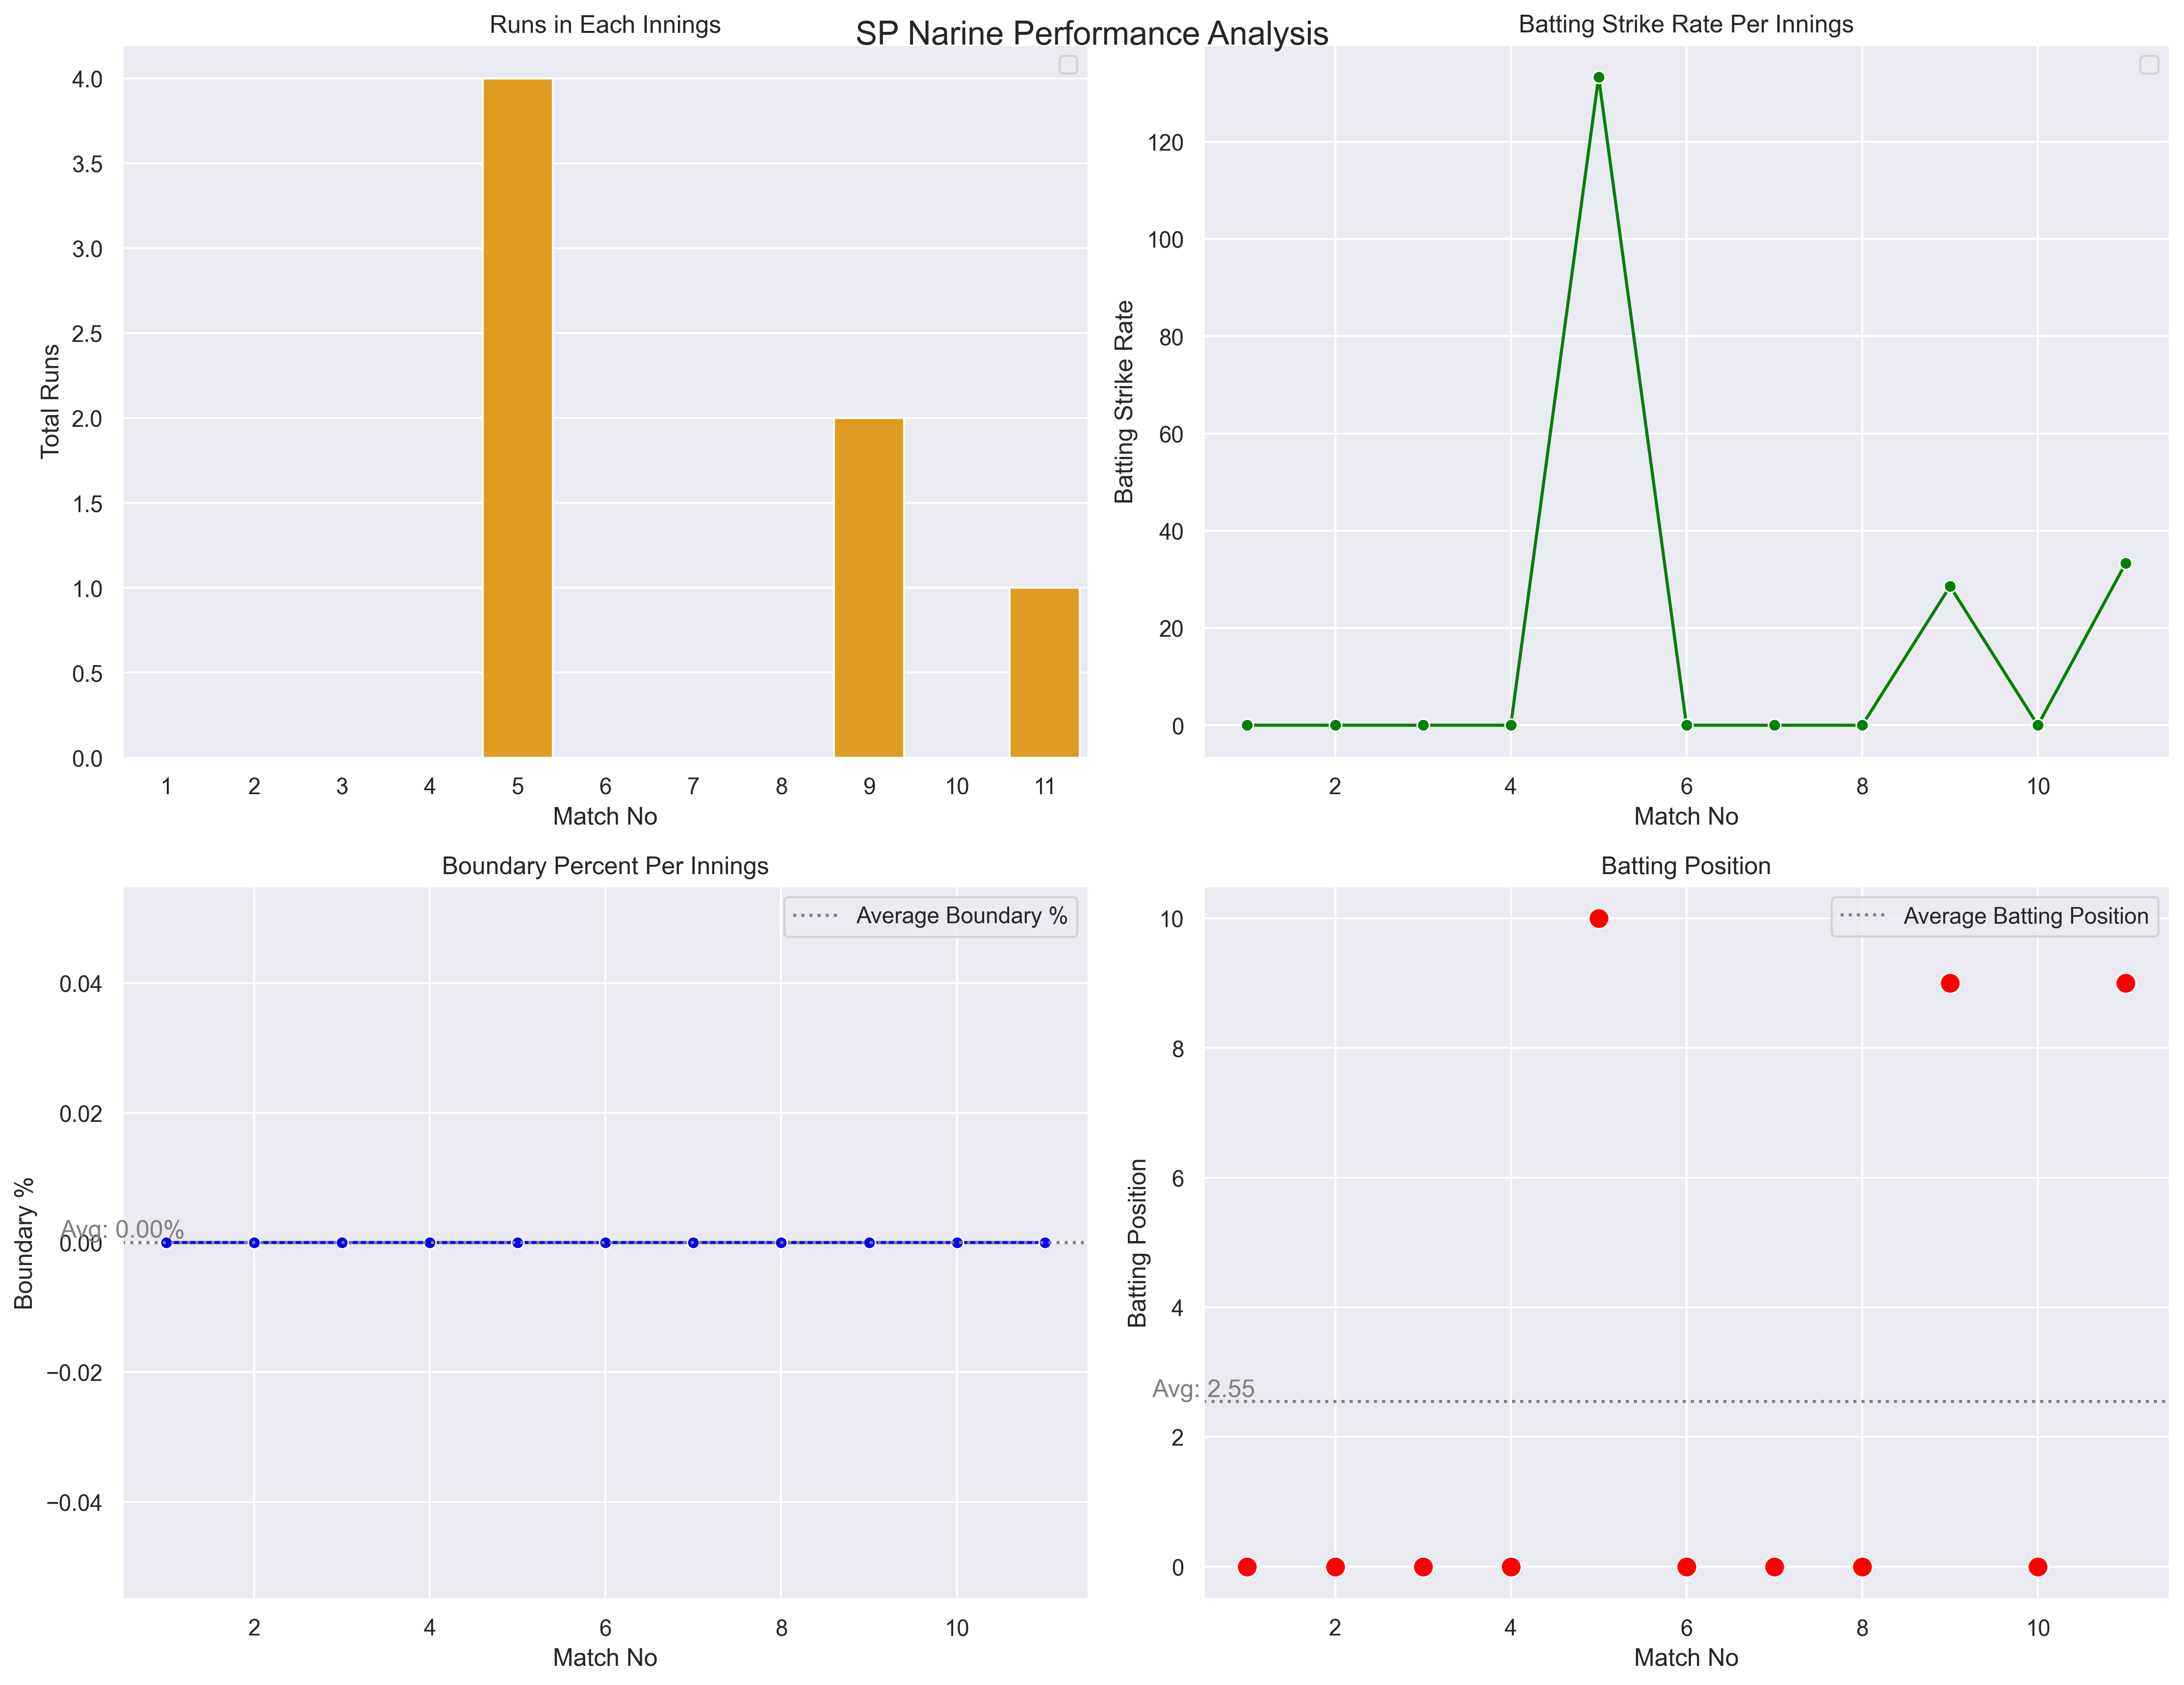 SP Narine Performance Analysis
Runs in Each Innings
4.0
3.5
3.0
2.5
2.0
1.5
1.0
0.5
0.0
Total Runs
1 2 3 4 5 6 7 8 9 10 11
Match No
Batting Strike Rate Per Innings
120
100
80
60
40
20
0
Batting Strike Rate
2 4 6 8 10
Match No
Boundary Percent Per Innings
Average Boundary %
0.04
0.02
Avg: 0.00%
0.00
−0.02
−0.04
Boundary %
2 4 6 8 10
Match No
Batting Position
Average Batting Position
10
8
6
4
Avg: 2.55
2
0
Batting Position
2 4 6 8 10
Match No